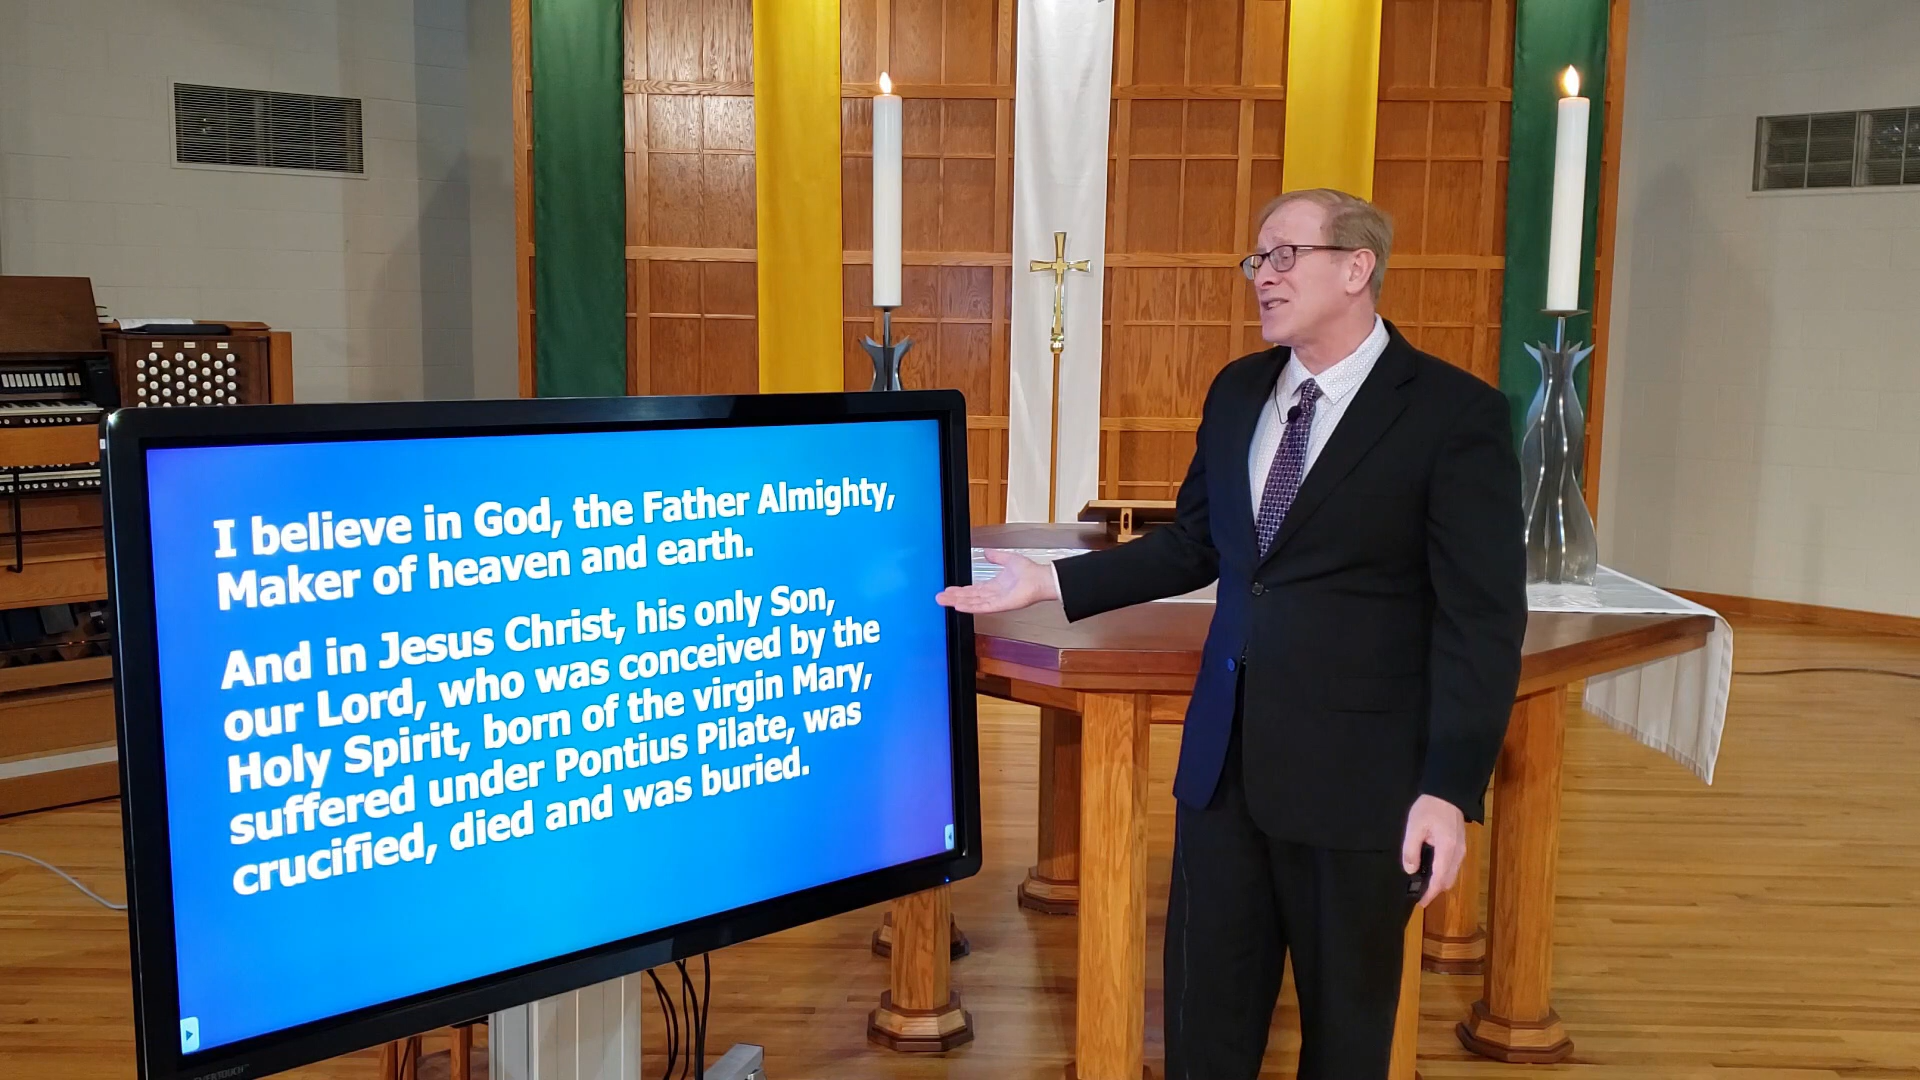 I believe in God, the Father Almighty,
Maker of heaven and earth.
And in Jesus Christ, his only Son,
our Lord, who was conceived by the
Holy Spirit, born of the virgin Mary,
suffered under Pontius Pilate, was
crucified, died and was buried.